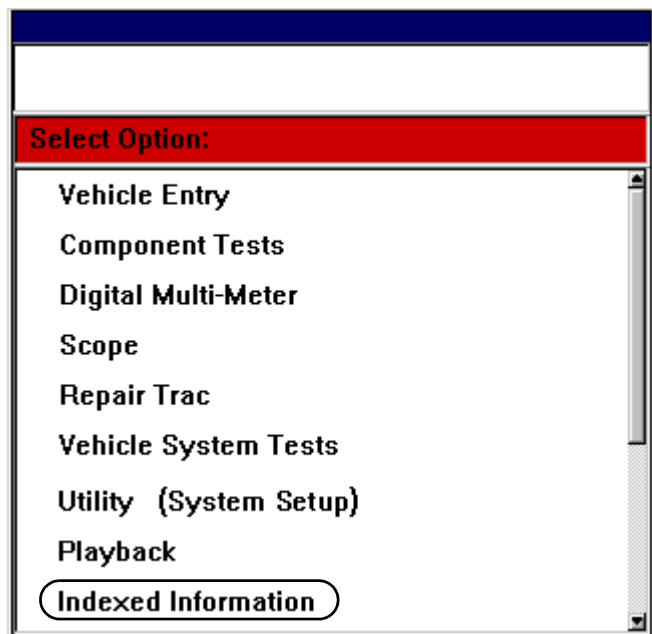 Select Option:
Vehicle Entry
Component Tests
Digital Multi-Meter
Scope
Repair Trac
Vehicle System Tests
Utility (System Setup)
Playback
Indexed Information